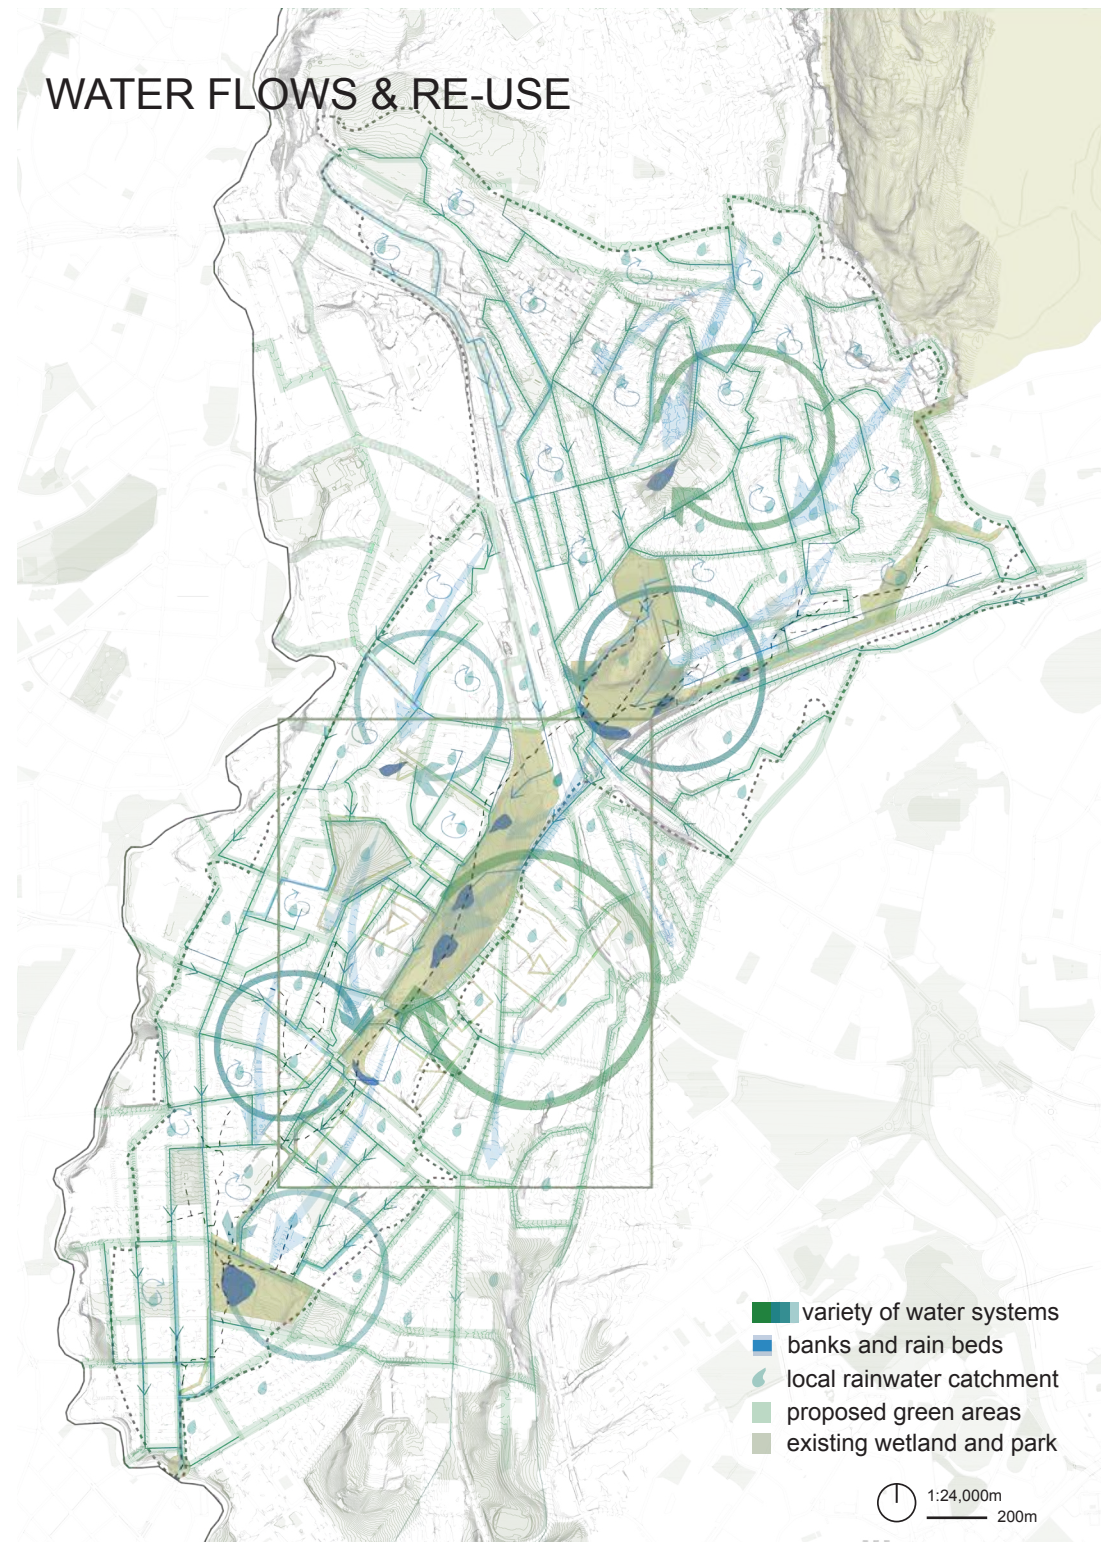 WATER FLOWS & RE-USE
variety of water systems
banks and rain beds
local rainwater catchment
proposed green areas
existing wetland and park
1:24,000m
200m